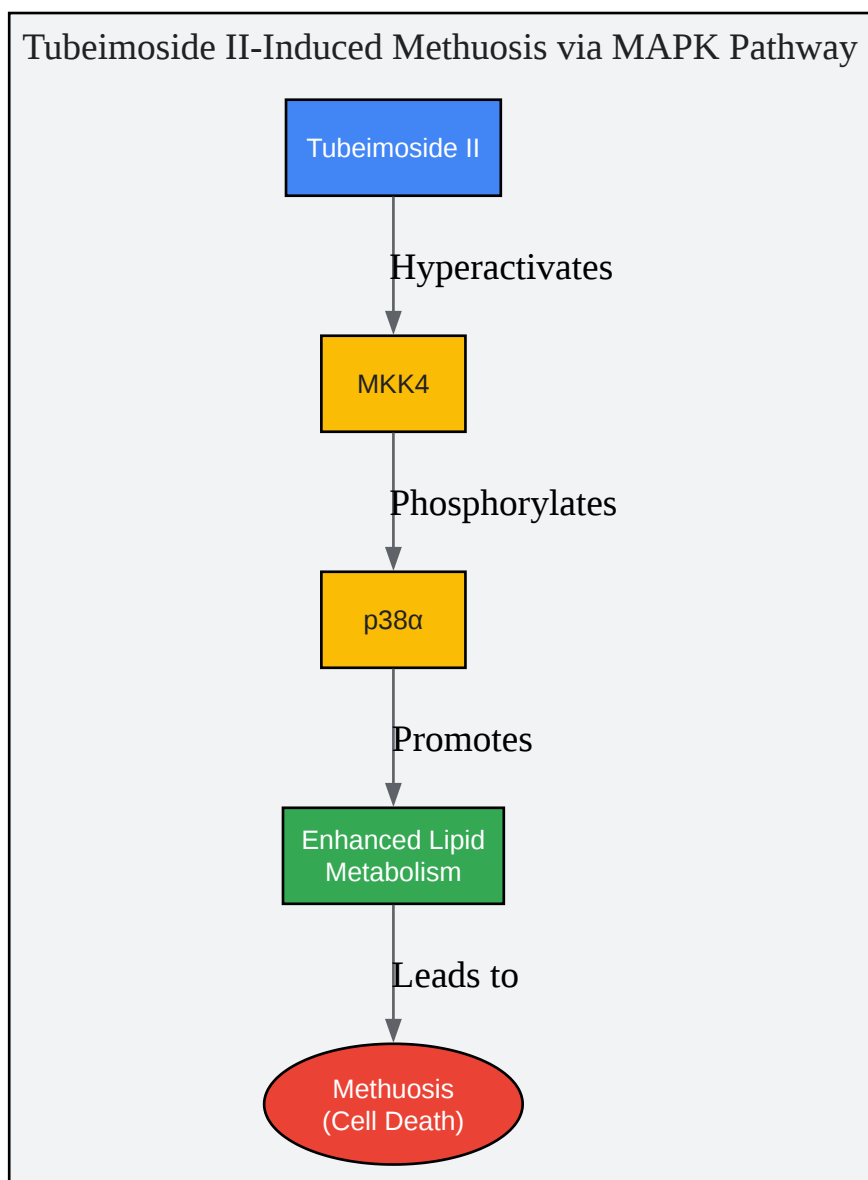 Tubeimoside II-Induced Methuosis via MAPK Pathway
Tubeimoside II
Hyperactivates
MKK4
Phosphorylates
p38α
Promotes
Enhanced Lipid
Metabolism
Leads to
Methuosis
(Cell Death)